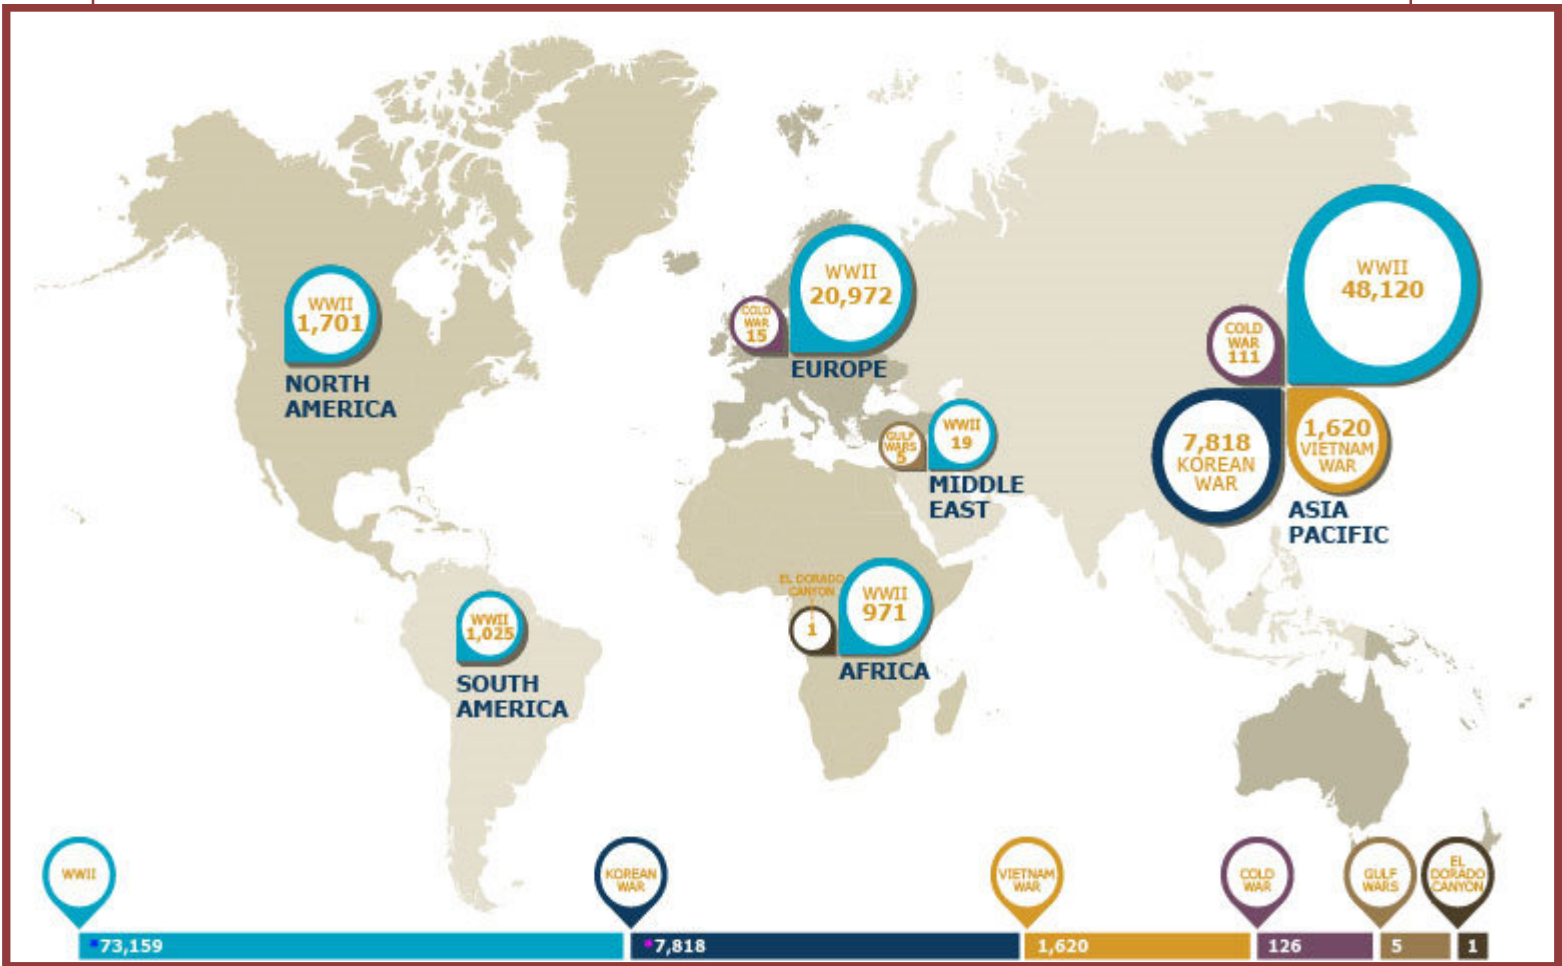 WWII
1,701
NORTH
AMERICA
WWII
1,025
SOUTH
AMERICA
COLD
WAR
15
WWII
20,972
EUROPE
GULF
WARS
5
WWII
19
MIDDLE
EAST
EL DORADO
CANYON
1
WWII
971
AFRICA
COLD
WAR
111
WWII
48,120
7,818
KOREAN
WAR
1,620
VIETNAM
WAR
ASIA
PACIFIC
WWII
KOREAN
WAR
VIETNAM
WAR
COLD
WAR
GULF
WARS
EL
DORADO
CANYON
*73,159
*7,818
1,620
126
5
1